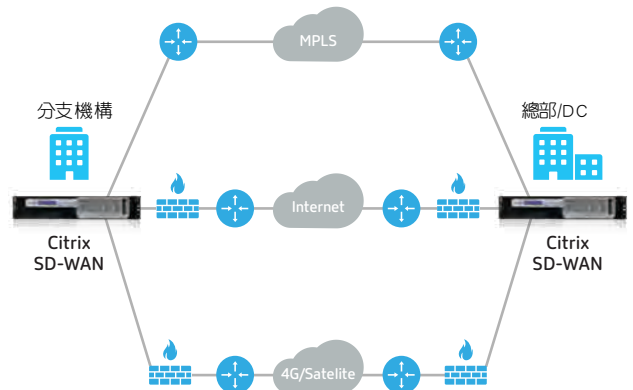 MPLS
分支機構
總部/DC
Internet
Citrix
SD-WAN
Citrix
SD-WAN
4G/Satelite